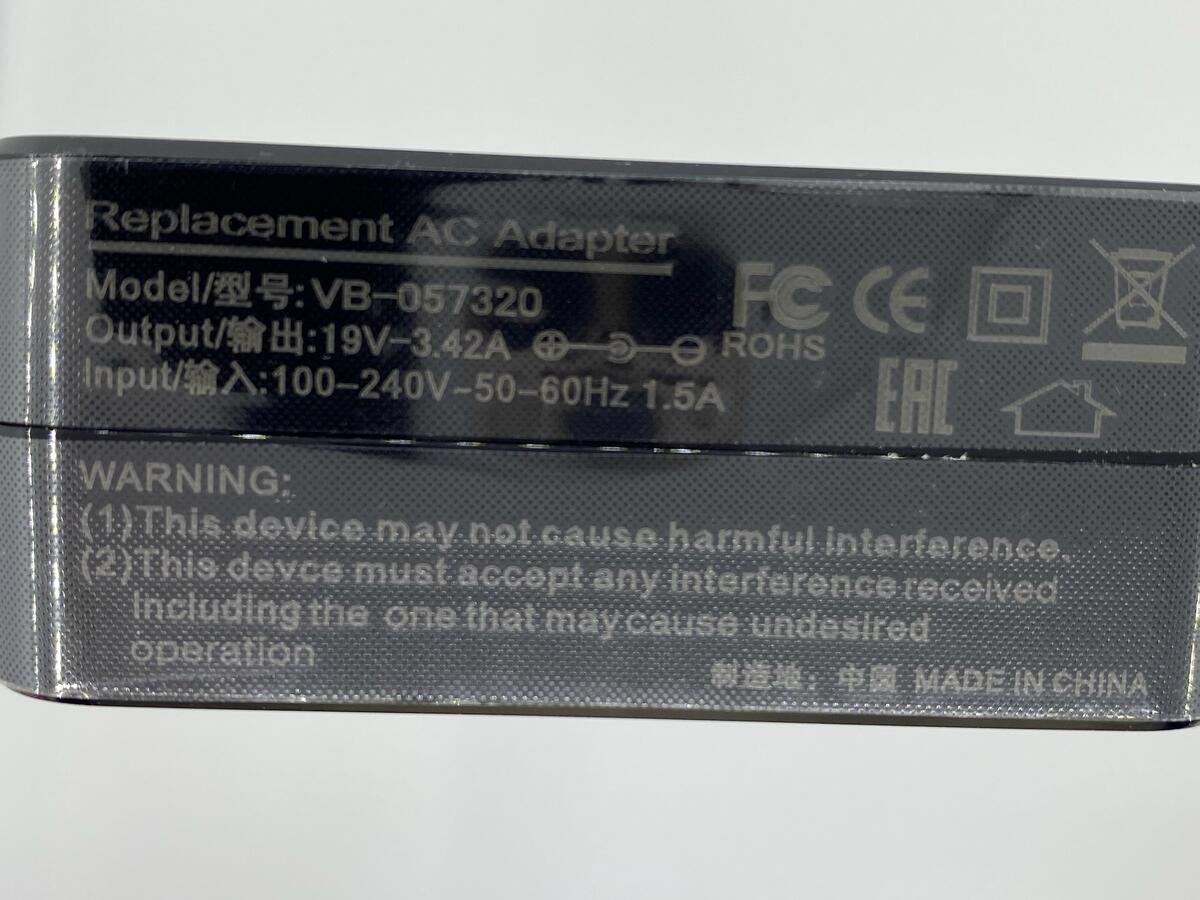 Replacement AC Adapter
Model/型号:VB-057320
Output/输出:19V-3.42A
Input/输入:100-240V~50-60Hz 1.5A
FC CE
ROHS
EAC
WARNING:
(1)This device may not cause harmful interference.
(2)This devce must accept any interference received
Including the one that may cause undesired
operation
制造地：中国 MADE IN CHINA